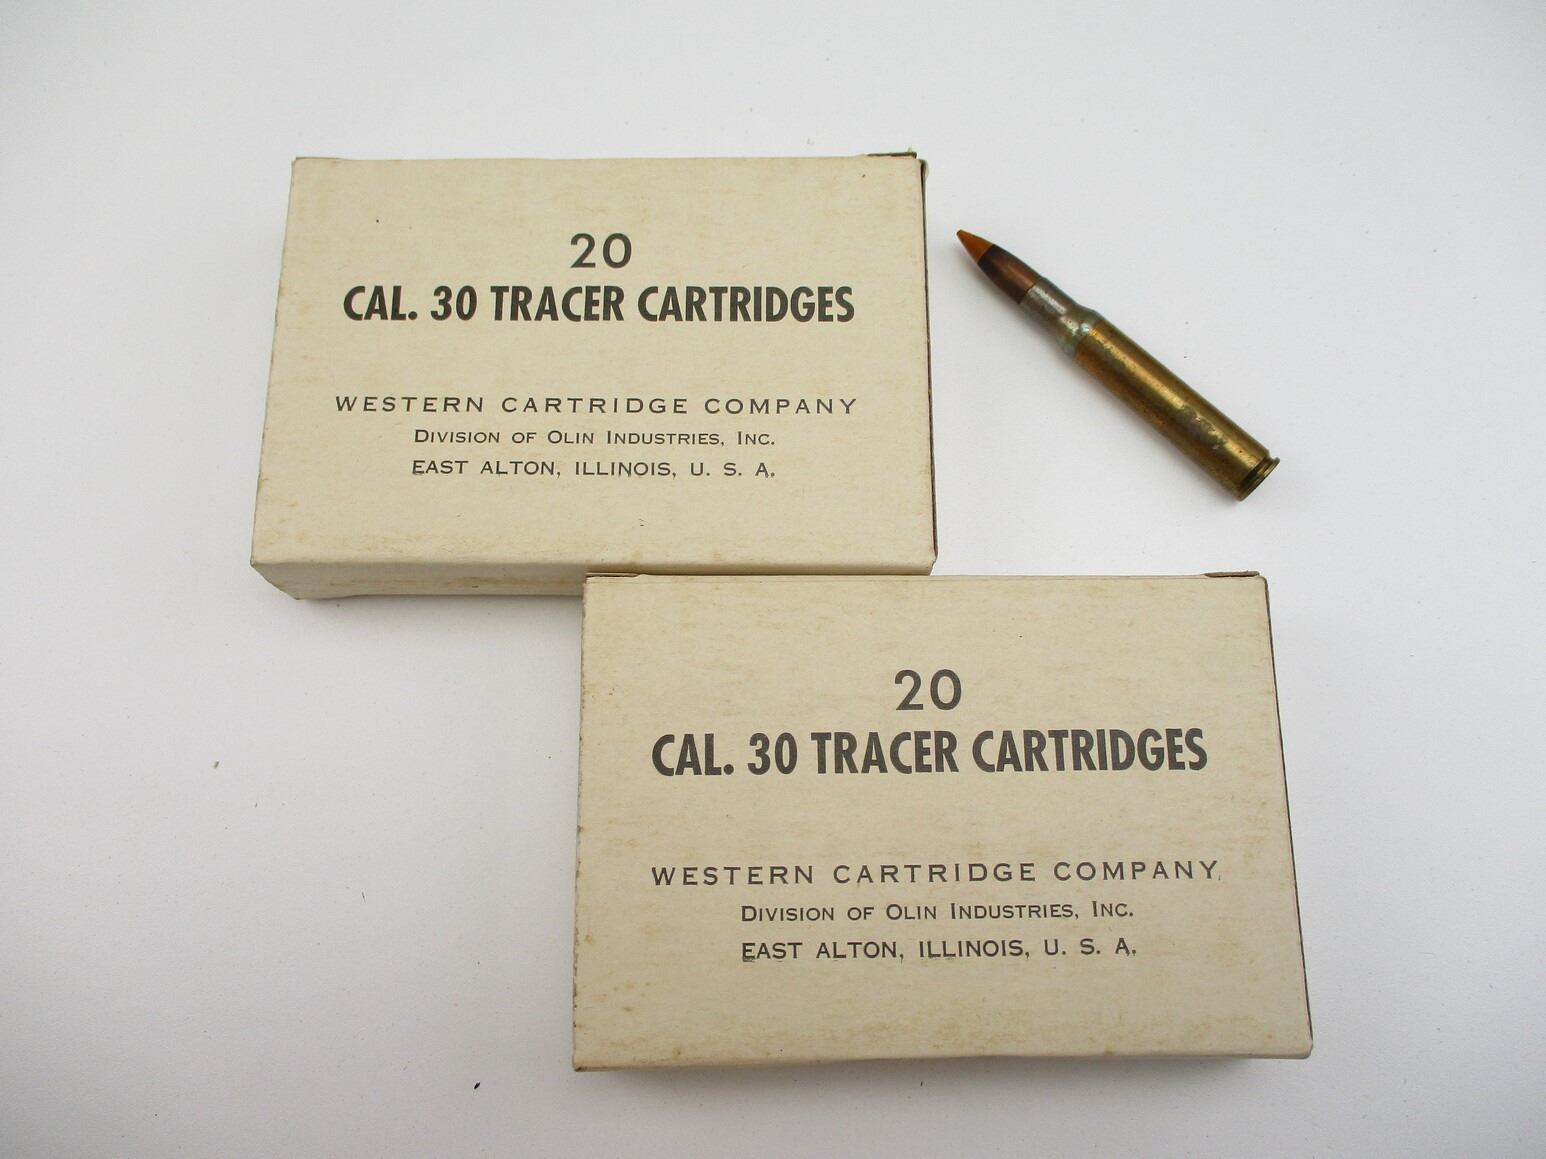 20
CAL. 30 TRACER CARTRIDGES
WESTERN CARTRIDGE COMPANY
DIVISION OF OLIN INDUSTRIES, INC.
EAST ALTON, ILLINOIS, U. S. A.
20
CAL. 30 TRACER CARTRIDGES
WESTERN CARTRIDGE COMPANY
DIVISION OF OLIN INDUSTRIES, INC.
EAST ALTON, ILLINOIS, U. S. A.